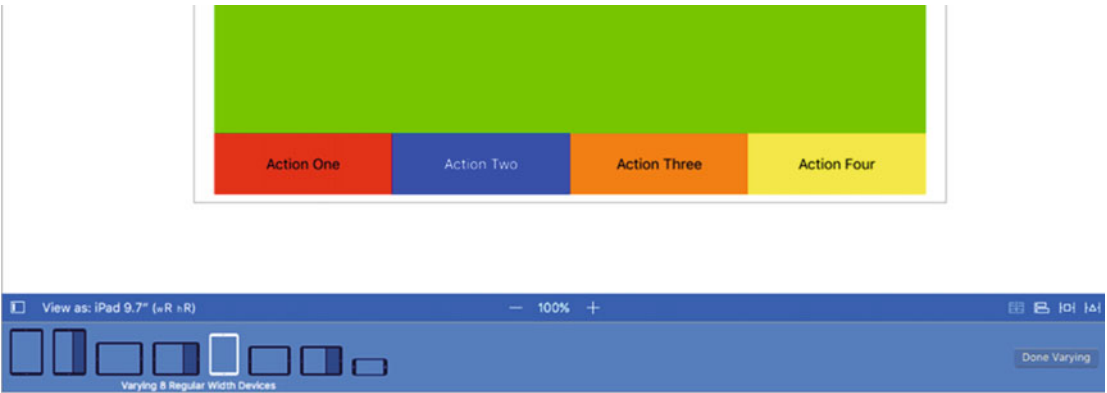 Action One Action Two Action Three Action Four
View as: iPad 9.7" (wR hR) — 100% +
Done Varying
Varying 8 Regular Width Devices